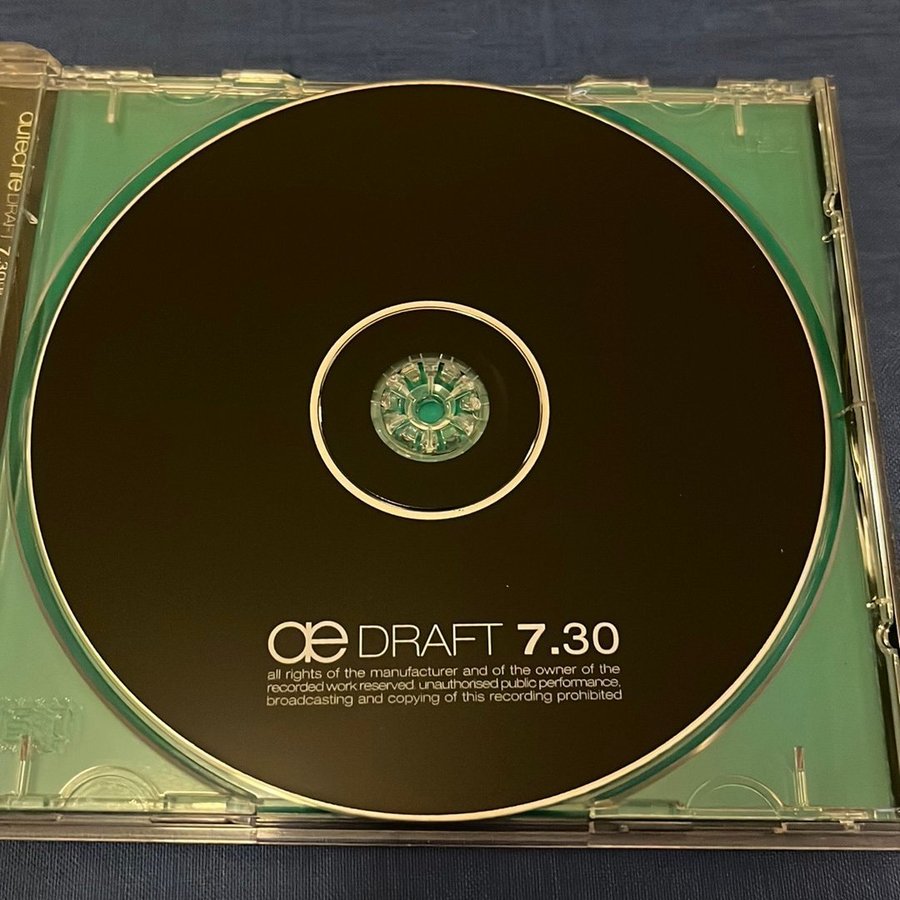 autechre DRAFT 7.30
ae DRAFT 7.30
all rights of the manufacturer and of the owner of the
recorded work reserved. unauthorised public performance,
broadcasting and copying of this recording prohibited